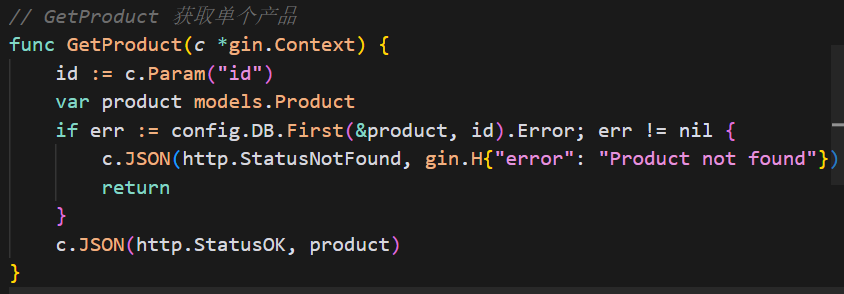 // GetProduct 获取单个产品
func GetProduct(c *gin.Context) {
    id := c.Param("id")
    var product models.Product
    if err := config.DB.First(&product, id).Error; err != nil {
        c.JSON(http.StatusNotFound, gin.H{"error": "Product not found"})
        return
    }
    c.JSON(http.StatusOK, product)
}